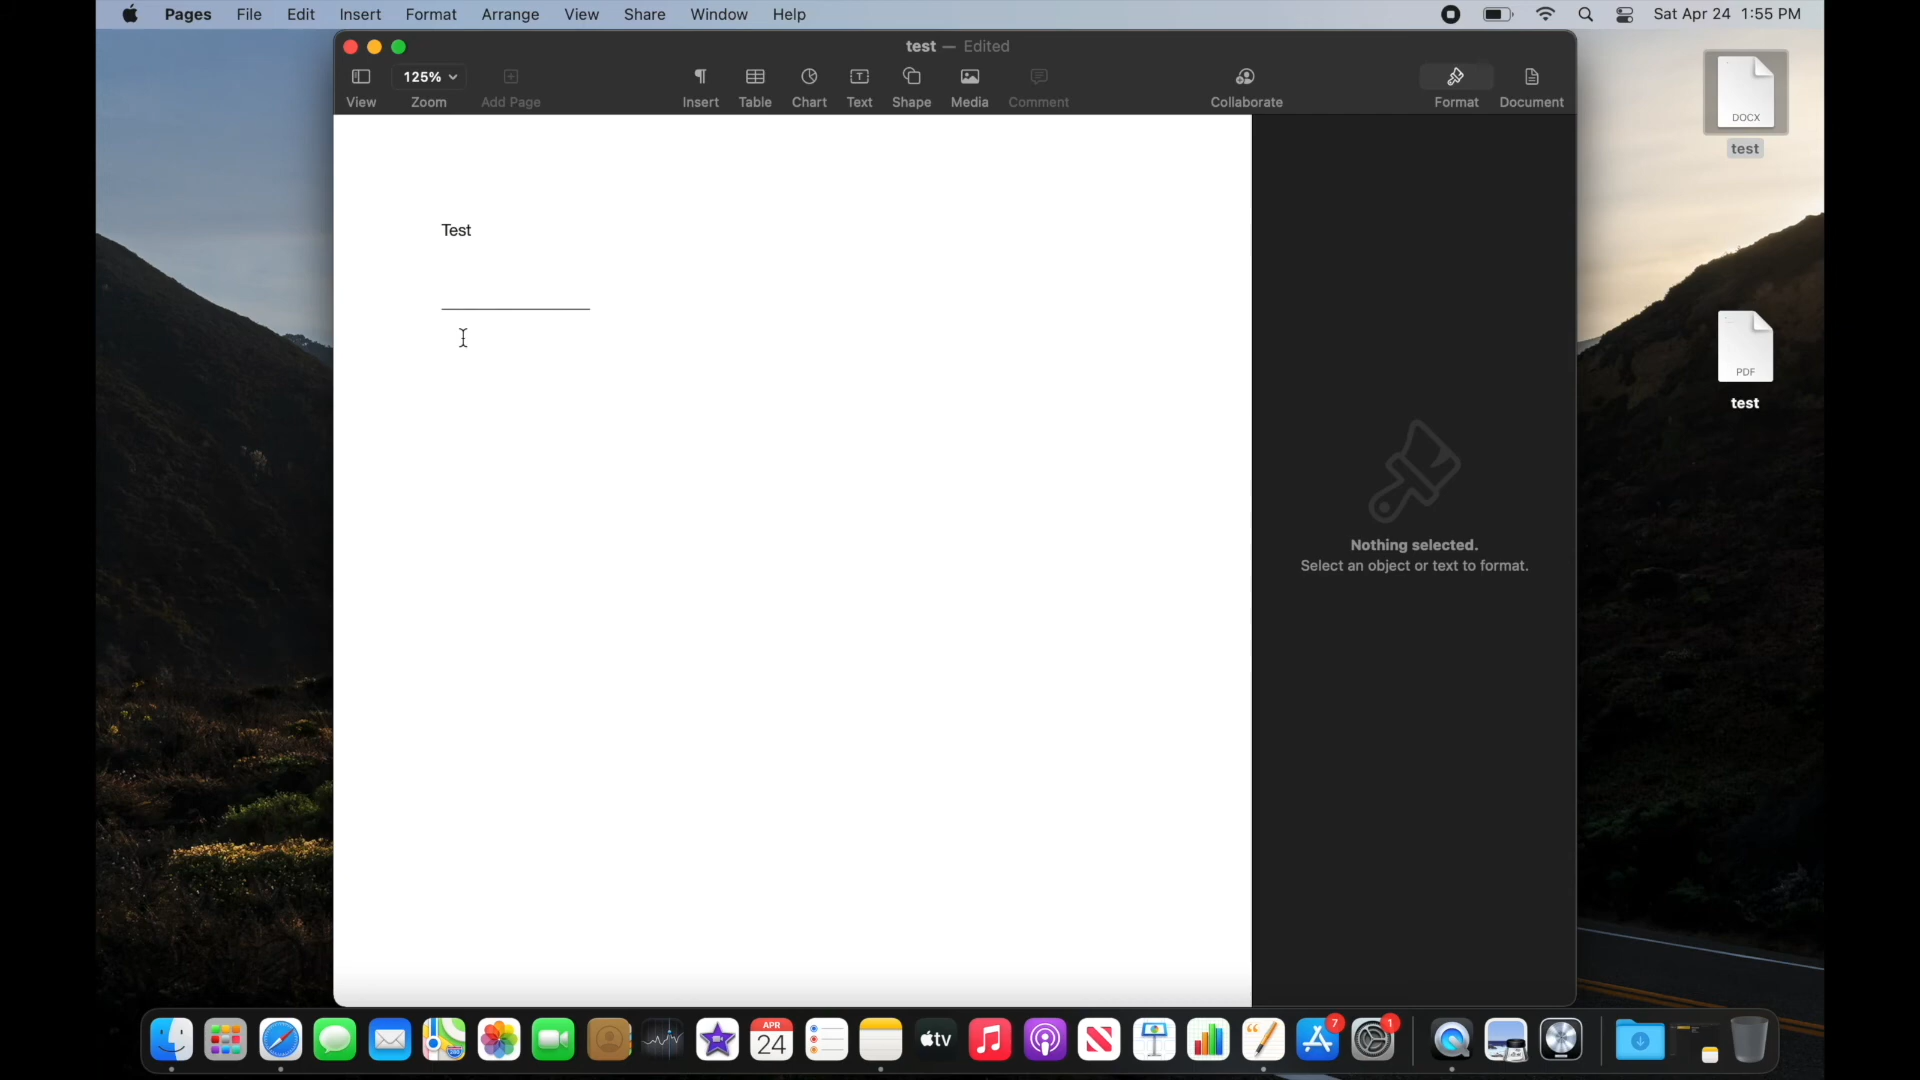 Pages File Edit Insert Format Arrange View Share Window Help Sat Apr 24 1:55 PM
test — Edited
125%
View Zoom Add Page Insert Table Chart Text Shape Media Comment Collaborate Format Document
DOCX
test
Test
PDF
test
Nothing selected.
Select an object or text to format.
APR
24
tv
7
1